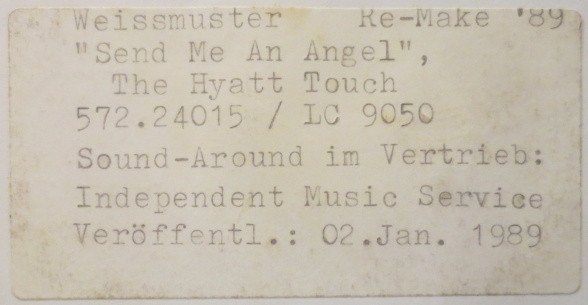 Weissmuster Re-Make '89
"Send Me An Angel",
The Hyatt Touch
572.24015 / LC 9050
Sound-Around im Vertrieb:
Independent Music Service
Veröffentl.: 02.Jan. 1989